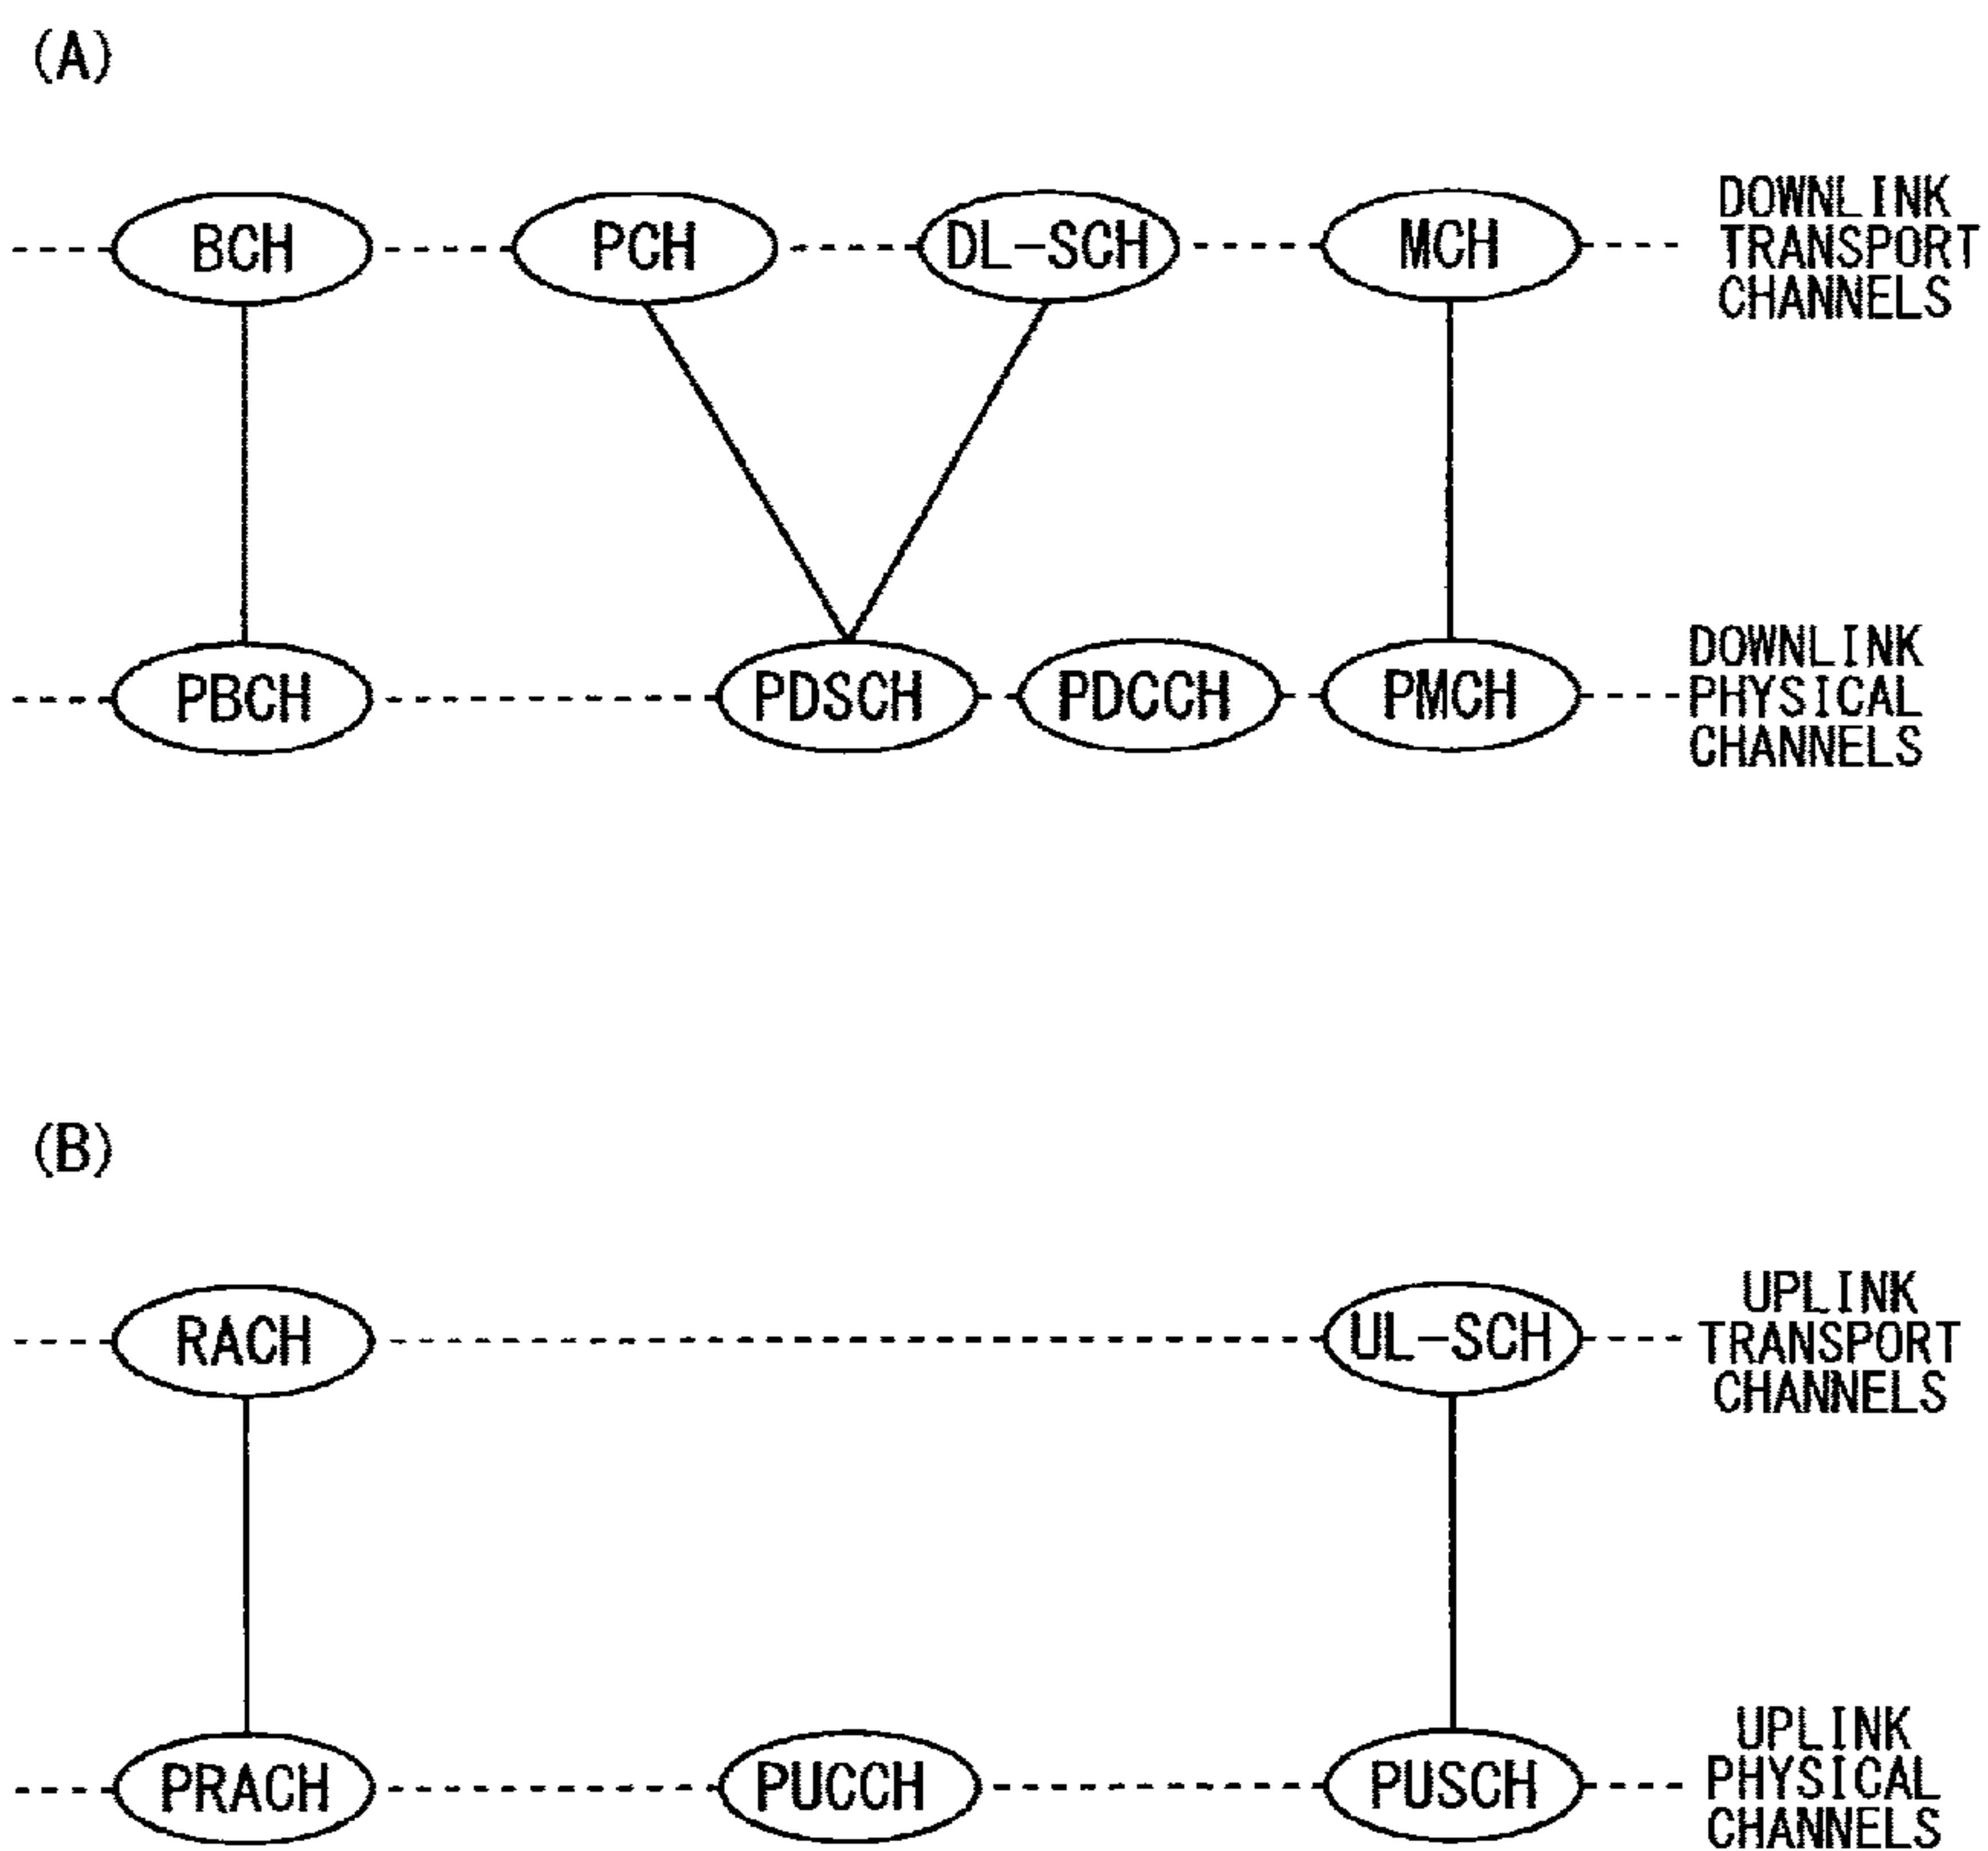 (A)
BCH PCH DL-SCH MCH
DOWNLINK
TRANSPORT
CHANNELS
PBCH PDSCH PDCCH PMCH
DOWNLINK
PHYSICAL
CHANNELS
(B)
RACH UL-SCH
UPLINK
TRANSPORT
CHANNELS
PRACH PUCCH PUSCH
UPLINK
PHYSICAL
CHANNELS